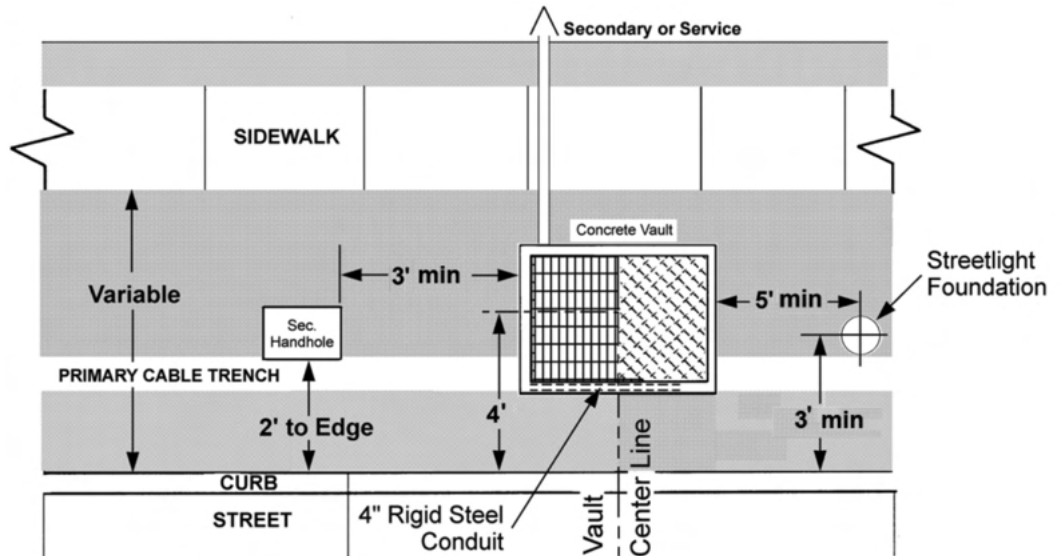 Secondary or Service
SIDEWALK
Concrete Vault
3' min
Streetlight
Foundation
5' min
Variable
Sec.
Handhole
PRIMARY CABLE TRENCH
4'
2' to Edge
3' min
CURB
STREET
4" Rigid Steel
Conduit
Vault
Center Line